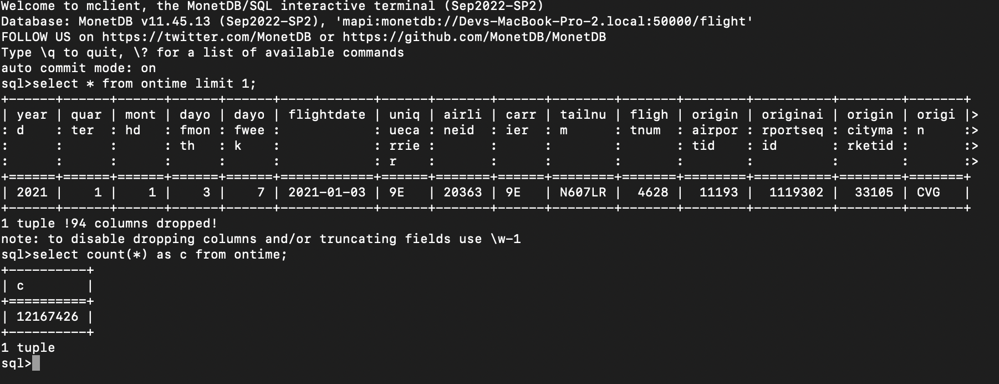 Welcome to mclient, the MonetDB/SQL interactive terminal (Sep2022-SP2)
Database: MonetDB v11.45.13 (Sep2022-SP2), 'mapi:monetdb://Devs-MacBook-Pro-2.local:50000/flight'
FOLLOW US on https://twitter.com/MonetDB or https://github.com/MonetDB/MonetDB
Type \q to quit, \? for a list of available commands
auto commit mode: on
sql>select * from ontime limit 1;
+------+------+------+------+------+------------+------+-------+------+--------+-------+--------+----------+--------+-------+
| year | quar | mont | dayo | dayo | flightdate | uniq | airli | carr | tailnu | fligh | origin | originai | origin | origi |>
: d    : ter  : hd   : fmon : fwee :            : ueca : neid  : ier  : m      : tnum  : airpor : rportseq : cityma : n     :>
:      :      :      : th   : k    :            : rrie :       :      :        :       : tid    : id       : rketid :       :>
:      :      :      :      :      :            : r    :       :      :        :       :        :          :        :       :>
+======+======+======+======+======+============+======+=======+======+========+=======+========+==========+========+=======+
| 2021 |    1 |    1 |    3 |    7 | 2021-01-03 | 9E   | 20363 | 9E   | N607LR |  4628 |  11193 |  1119302 |  33105 | CVG   |
+------+------+------+------+------+------------+------+-------+------+--------+-------+--------+----------+--------+-------+
1 tuple !94 columns dropped!
note: to disable dropping columns and/or truncating fields use \w-1
sql>select count(*) as c from ontime;
+----------+
| c        |
+==========+
| 12167426 |
+----------+
1 tuple
sql>